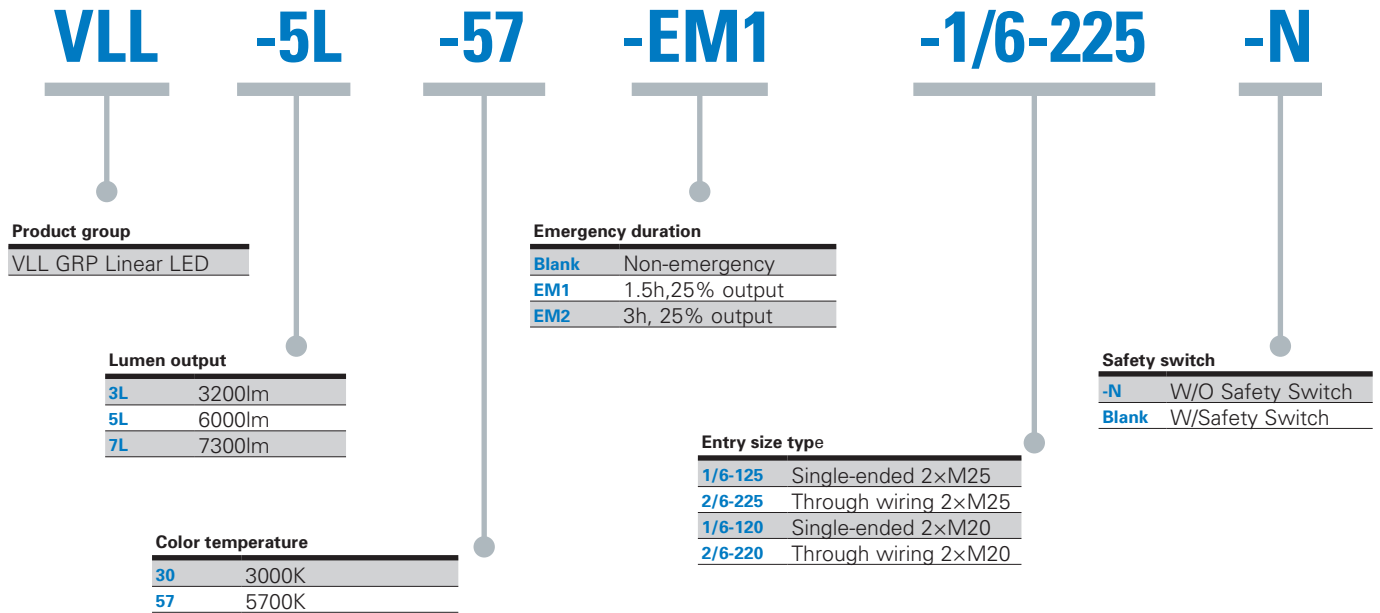 VLL -5L -57 -EM1 -1/6-225 -N
Product group
VLL GRP Linear LED
Emergency duration
Blank Non-emergency
EM1 1.5h,25% output
EM2 3h, 25% output
Lumen output
3L 3200lm
5L 6000lm
7L 7300lm
Safety switch
-N W/O Safety Switch
Blank W/Safety Switch
Entry size type
1/6-125 Single-ended 2×M25
2/6-225 Through wiring 2×M25
1/6-120 Single-ended 2×M20
2/6-220 Through wiring 2×M20
Color temperature
30 3000K
57 5700K